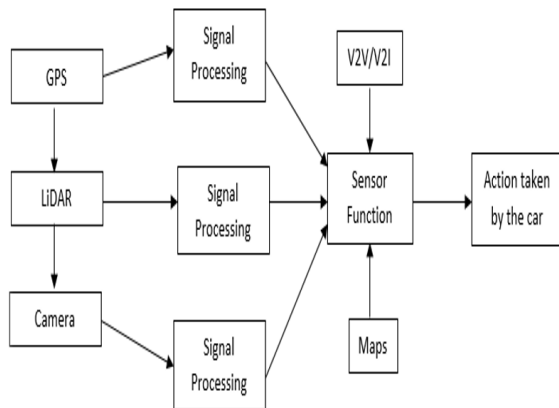 Signal
Processing
GPS
V2V/V2I
LiDAR
Signal
Processing
Sensor
Function
Action taken
by the car
Camera
Signal
Processing
Maps